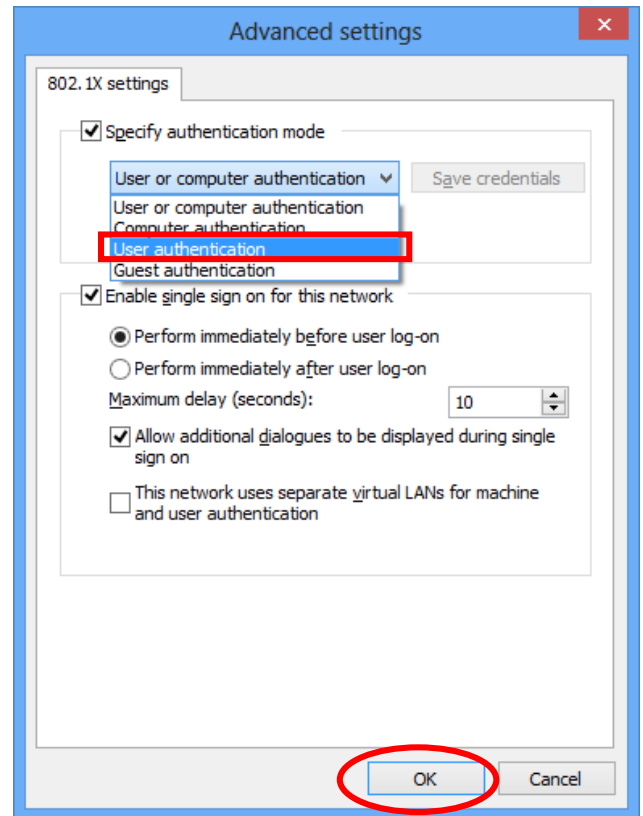 Advanced settings
802.1X settings
Specify authentication mode
User or computer authentication
Save credentials
User or computer authentication
Computer authentication
User authentication
Guest authentication
Enable single sign on for this network
Perform immediately before user log-on
Perform immediately after user log-on
Maximum delay (seconds):
10
Allow additional dialogues to be displayed during single
sign on
This network uses separate virtual LANs for machine
and user authentication
OK
Cancel